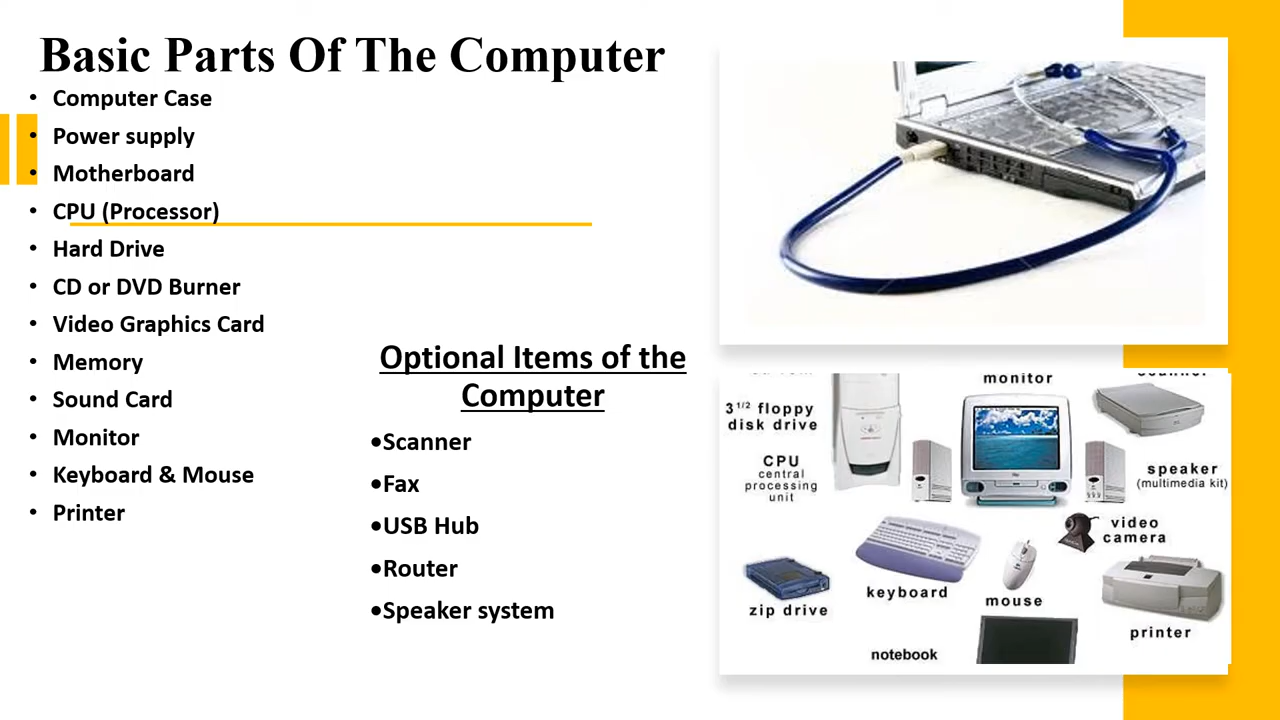 Basic Parts Of The Computer
• Computer Case
• Power supply
• Motherboard
• CPU (Processor)
• Hard Drive
• CD or DVD Burner
• Video Graphics Card
• Memory
• Sound Card
• Monitor
• Keyboard & Mouse
• Printer
Optional Items of the
Computer
•Scanner
•Fax
•USB Hub
•Router
•Speaker system
monitor
3 1/2 floppy
disk drive
CPU
central
processing
unit
speaker
(multimedia kit)
video
camera
keyboard
mouse
zip drive
printer
notebook